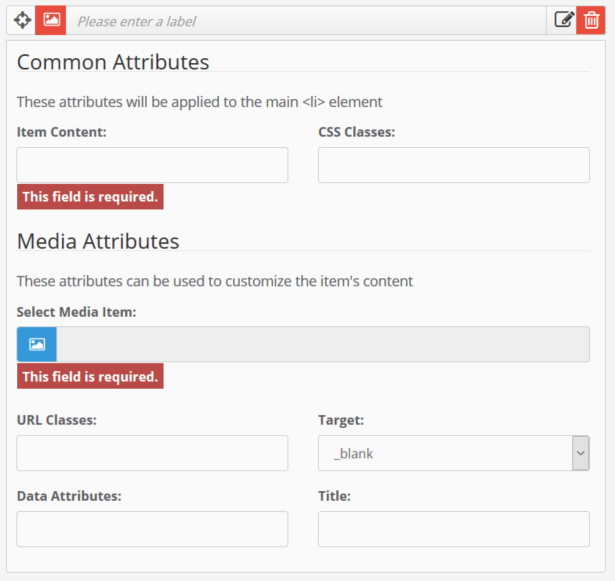 Please enter a label
Common Attributes
These attributes will be applied to the main <li> element
Item Content: CSS Classes:
This field is required.
Media Attributes
These attributes can be used to customize the item's content
Select Media Item:
This field is required.
URL Classes: Target:
_blank
Data Attributes: Title: